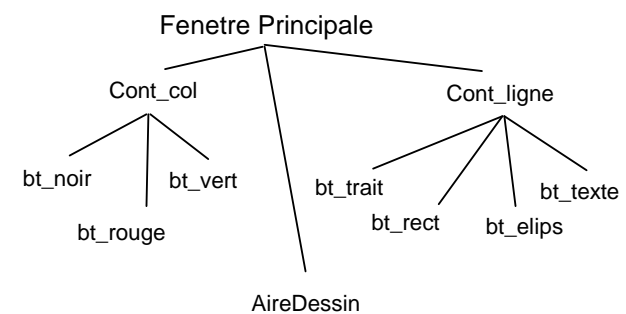 Fenetre Principale
Cont_col
Cont_ligne
bt_noir
bt_vert
bt_rouge
bt_trait
bt_rect
bt_elips
bt_texte
AireDessin